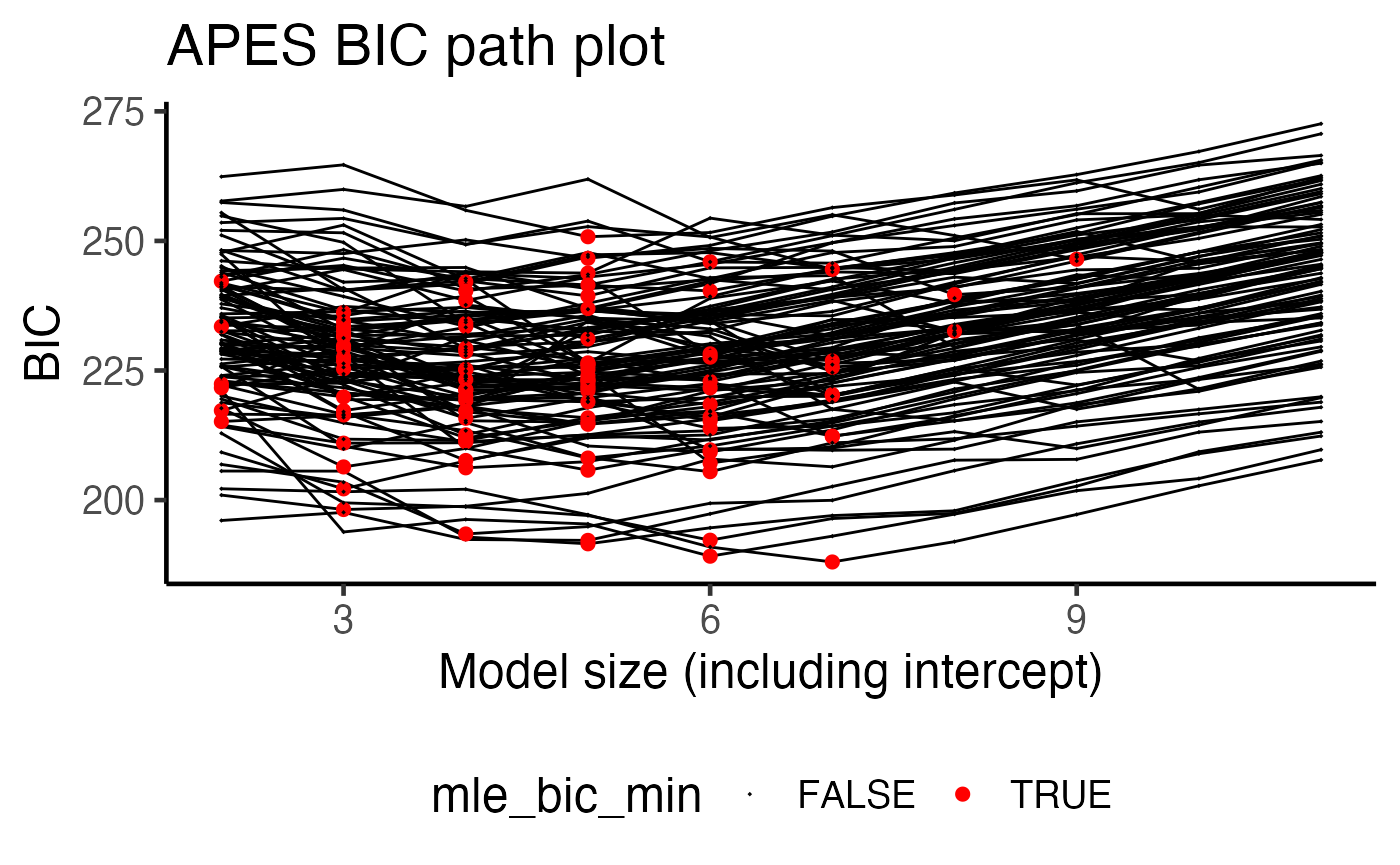 APES BIC path plot
275
250
225
200
BIC
3 6 9
Model size (including intercept)
mle_bic_min FALSE TRUE